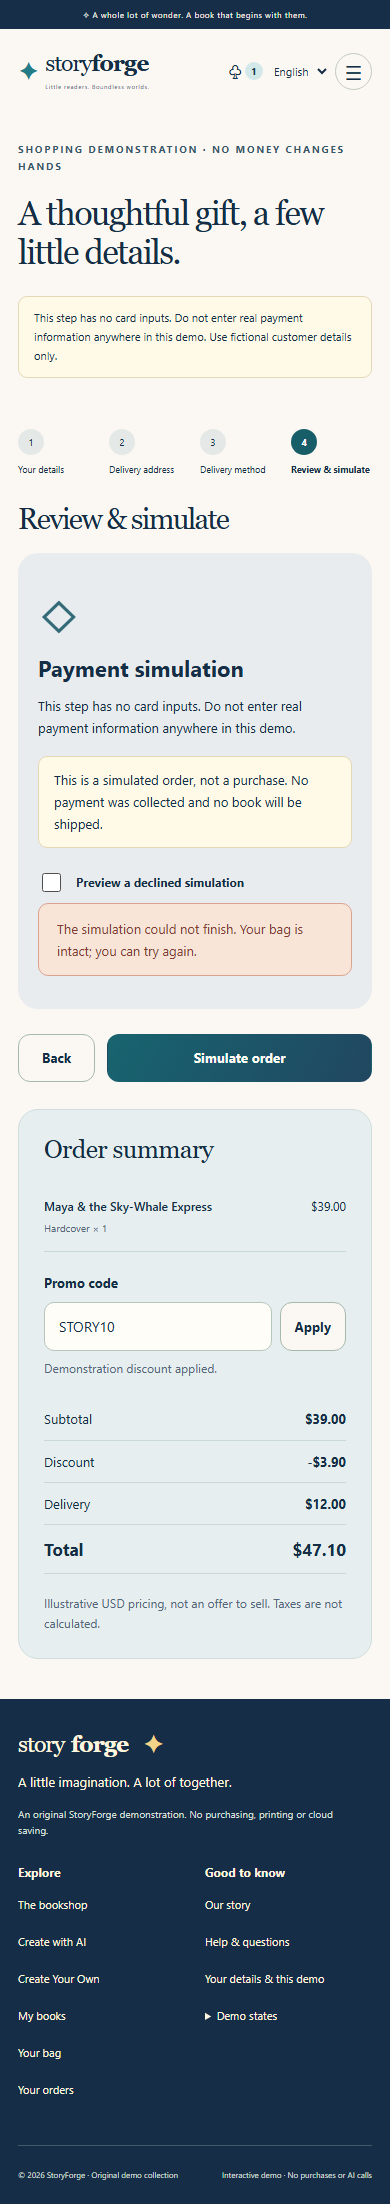 A whole lot of wonder. A book that begins with them.
storyforge
Little readers. Boundless worlds.
1
English
SHOPPING DEMONSTRATION · NO MONEY CHANGES
HANDS
A thoughtful gift, a few
little details.
This step has no card inputs. Do not enter real payment
information anywhere in this demo. Use fictional customer details
only.
1
2
3
4
Your details
Delivery address
Delivery method
Review & simulate
Review & simulate
Payment simulation
This step has no card inputs. Do not enter real
payment information anywhere in this demo.
This is a simulated order, not a purchase. No
payment was collected and no book will be
shipped.
Preview a declined simulation
The simulation could not finish. Your bag is
intact; you can try again.
Back
Simulate order
Order summary
Maya & the Sky-Whale Express $39.00
Hardcover × 1
Promo code
STORY10
Apply
Demonstration discount applied.
Subtotal $39.00
Discount -$3.90
Delivery $12.00
Total $47.10
Illustrative USD pricing, not an offer to sell. Taxes are not
calculated.
story forge
A little imagination. A lot of together.
An original StoryForge demonstration. No purchasing, printing or cloud
saving.
Explore
The bookshop
Create with AI
Create Your Own
My books
Your bag
Your orders
Good to know
Our story
Help & questions
Your details & this demo
Demo states
© 2026 StoryForge · Original demo collection
Interactive demo · No purchases or AI calls